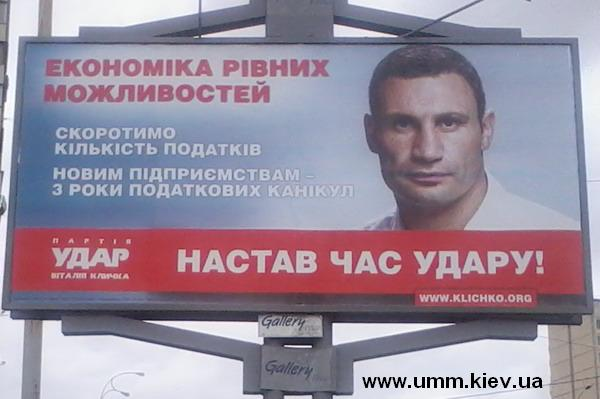 ЕКОНОМІКА РІВНИХ
МОЖЛИВОСТЕЙ
СКОРОТИМО
КІЛЬКІСТЬ ПОДАТКІВ
НОВИМ ПІДПРИЄМСТВАМ –
3 РОКИ ПОДАТКОВИХ КАНІКУЛ
ПАРТІЯ
УДАР
ВІТАЛІЯ КЛИЧКА
НАСТАВ ЧАС УДАРУ!
WWW.KLICHKO.ORG
Gallery
Gallery
www.umm.kiev.ua